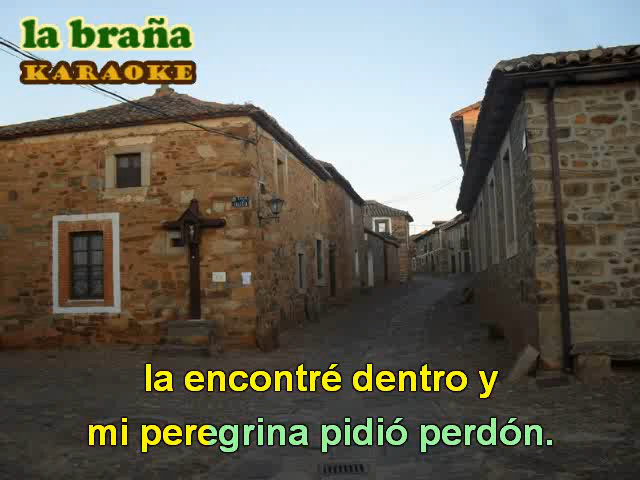 la braña
KARAOKE
la encontré dentro y
mi peregrina pidió perdón.